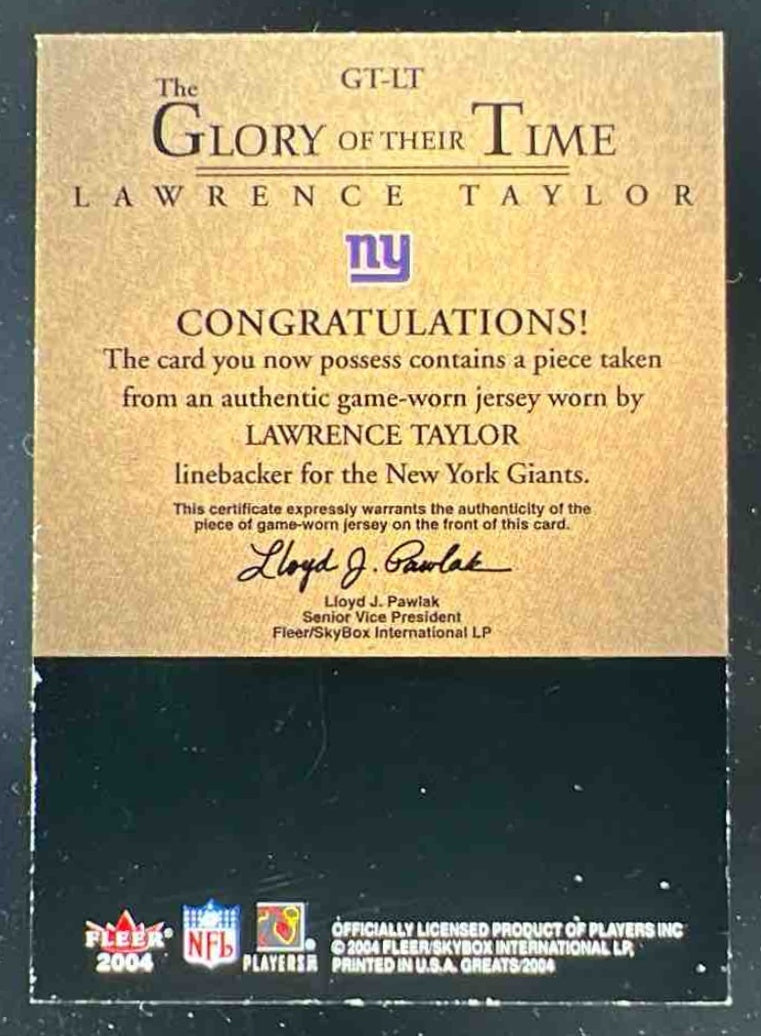 GT-LT
The
GLORY OF THEIR TIME
LAWRENCE TAYLOR
ny
CONGRATULATIONS!
The card you now possess contains a piece taken
from an authentic game-worn jersey worn by
LAWRENCE TAYLOR
linebacker for the New York Giants.
This certificate expressly warrants the authenticity of the
piece of game-worn jersey on the front of this card.
Lloyd J. Pawlak
Lloyd J. Pawlak
Senior Vice President
Fleer/SkyBox International LP
FLEER®
2004
NFL
PLAYERS INC
OFFICIALLY LICENSED PRODUCT OF PLAYERS INC
© 2004 FLEER/SKYBOX INTERNATIONAL LP,
PRINTED IN U.S.A. GREATS/2004